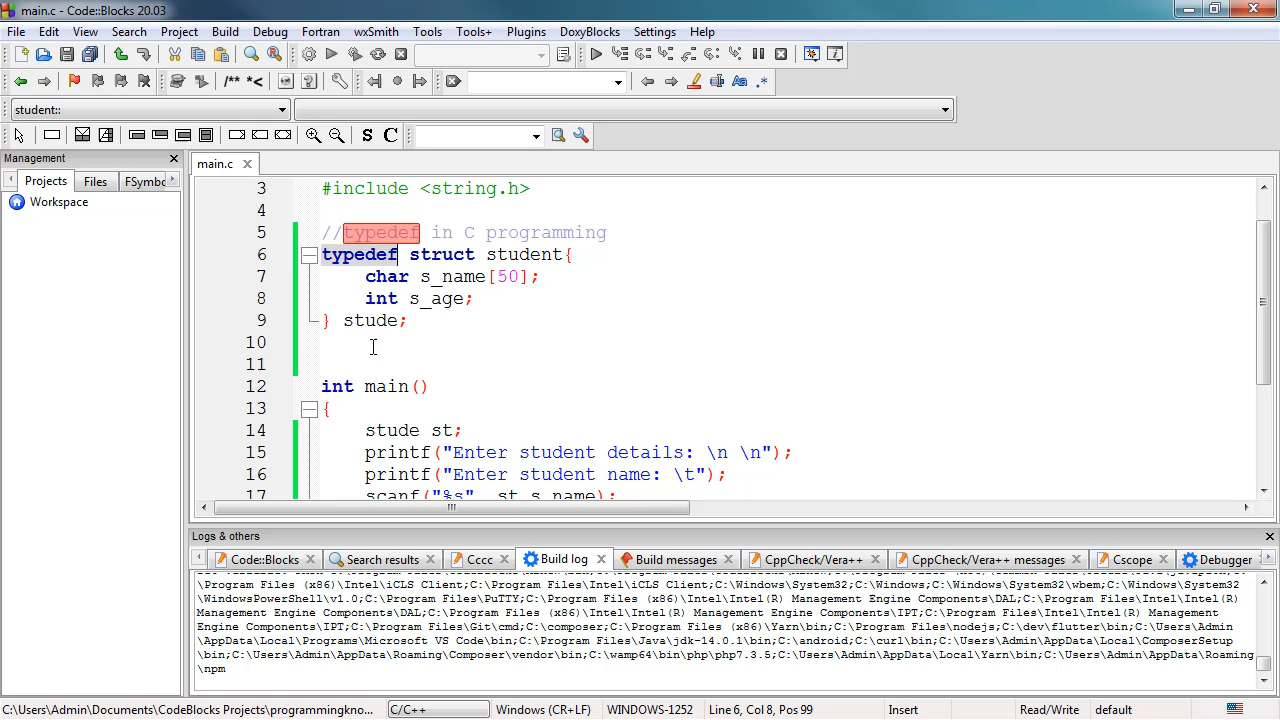 main.c - Code::Blocks 20.03
File Edit View Search Project Build Debug Fortran wxSmith Tools Tools+ Plugins DoxyBlocks Settings Help
/** *<
Aa .*
student::
S C
Management
Projects Files FSymbo
Workspace
main.c
3 #include <string.h>
4
5 //typedef in C programming
6 typedef struct student{
7 char s_name[50];
8 int s_age;
9 } stude;
10
11
12 int main()
13 {
14 stude st;
15 printf("Enter student details: \n \n");
16 printf("Enter student name: \t");
17 scanf("%s", st.s_name);
Logs & others
Code::Blocks Search results Cccc Build log Build messages CppCheck/Vera++ CppCheck/Vera++ messages Cscope Debugger
\Program Files (x86)\Intel\iCLS Client;C:\Program Files\Intel\iCLS Client;C:\Windows\System32;C:\Windows;C:\Windows\System32\wbem;C:\Windows\System32
\WindowsPowerShell\v1.0;C:\Program Files\PuTTY;C:\Program Files (x86)\Intel\Intel(R) Management Engine Components\DAL;C:\Program Files\Intel\Intel(R)
Management Engine Components\DAL;C:\Program Files (x86)\Intel\Intel(R) Management Engine Components\IPT;C:\Program Files\Intel\Intel(R) Management
Engine Components\IPT;C:\Program Files\Git\cmd;C:\composer;C:\Program Files (x86)\Yarn\bin;C:\Program Files\nodejs;C:\dev\flutter\bin;C:\Users\Admin
\AppData\Local\Programs\Microsoft VS Code\bin;C:\Program Files\Java\jdk-14.0.1\bin;C:\android;C:\curl\bin;C:\Users\Admin\AppData\Local\ComposerSetup
\bin;C:\Users\Admin\AppData\Roaming\Composer\vendor\bin;C:\wamp64\bin\php\php7.3.5;C:\Users\Admin\AppData\Local\Yarn\bin;C:\Users\Admin\AppData\Roaming
\npm
C:\Users\Admin\Documents\CodeBlocks Projects\programmingkno... C/C++ Windows (CR+LF) WINDOWS-1252 Line 6, Col 8, Pos 99 Insert Read/Write default